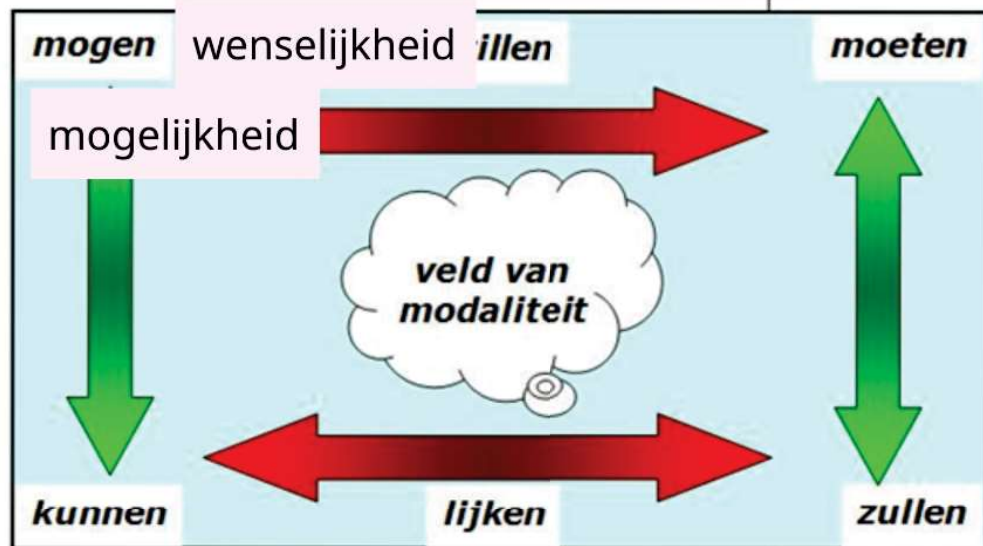 mogen wenselijkheid illen moeten
mogelijkheid
veld van
modaliteit
kunnen lijken zullen